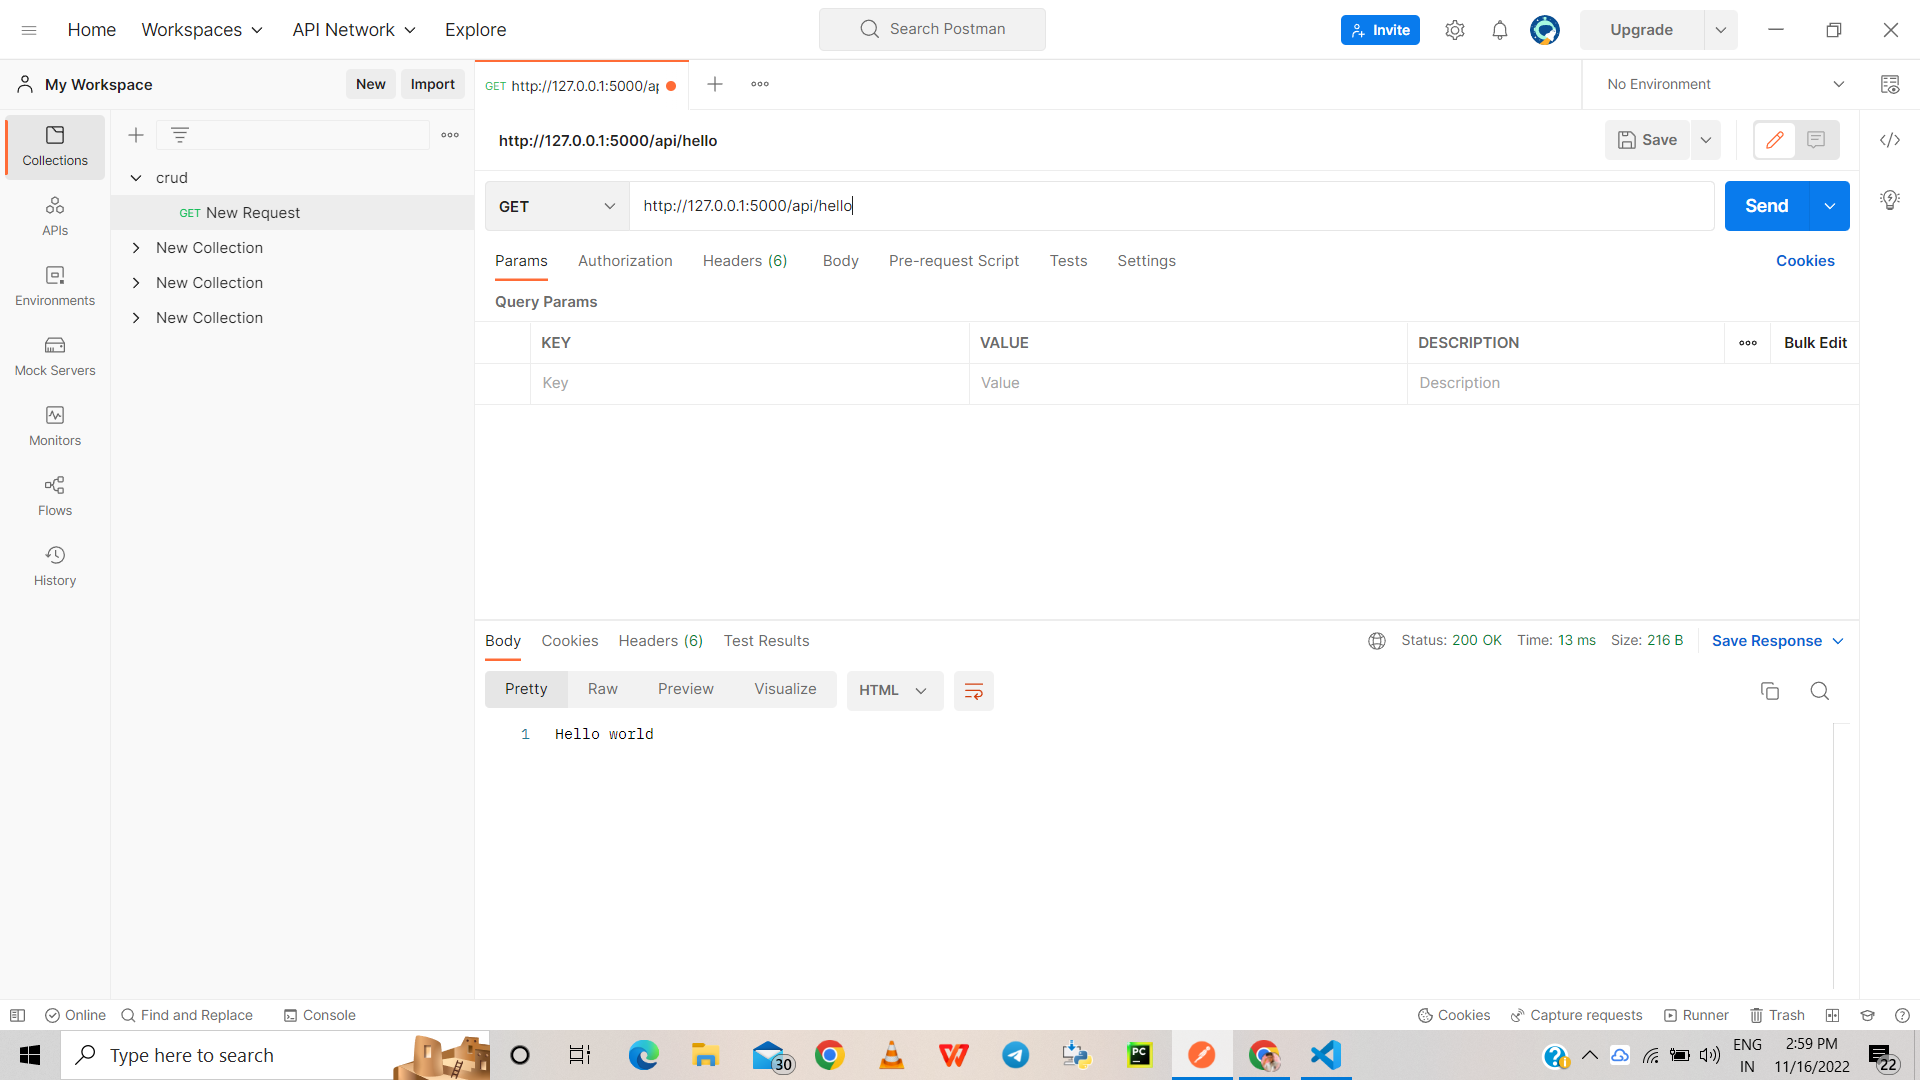 Home Workspaces API Network Explore Search Postman Invite Upgrade
My Workspace New Import GET http://127.0.0.1:5000/ap No Environment
http://127.0.0.1:5000/api/hello Save
Collections
crud
GET New Request
New Collection
New Collection
New Collection
APIs
Environments
Mock Servers
Monitors
Flows
History
GET http://127.0.0.1:5000/api/hello Send
Params Authorization Headers (6) Body Pre-request Script Tests Settings Cookies
Query Params
KEY VALUE DESCRIPTION Bulk Edit
Key Value Description
Body Cookies Headers (6) Test Results Status: 200 OK Time: 13 ms Size: 216 B Save Response
Pretty Raw Preview Visualize HTML
1 Hello world
Online Find and Replace Console Cookies Capture requests Runner Trash
Type here to search 30 PC ENG 2:59 PM
IN 11/16/2022 22